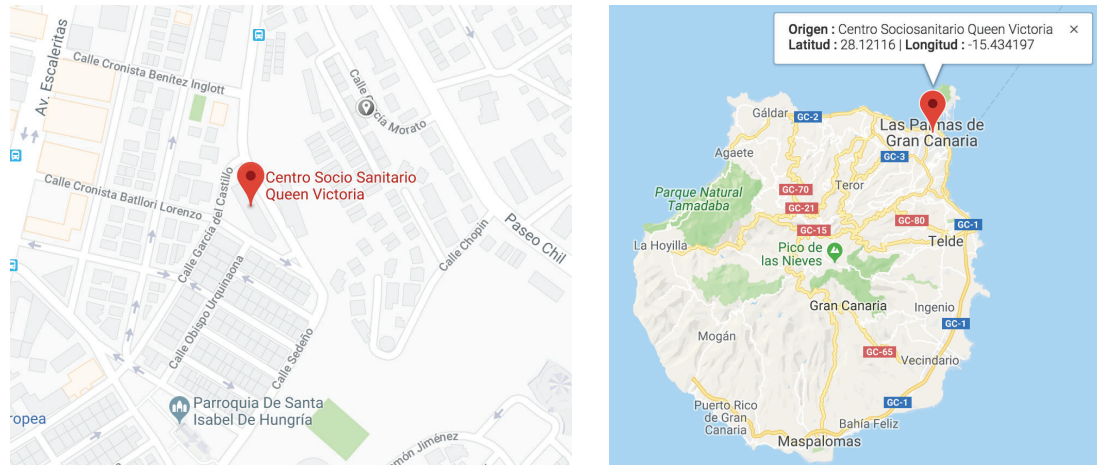 Av. Escaleritas
Calle Cronista Benítez Inglott
Calle García Morato
Centro Socio Sanitario
Queen Victoria
Calle Cronista Batllori Lorenzo
Calle García del Castillo
Paseo Chil
Calle Chopin
Calle Obispo Urquinaona
Calle Sedeño
Parroquia De Santa
Isabel De Hungría
ropea
món Jiménez
Origen : Centro Sociosanitario Queen Victoria ×
Latitud : 28.12116 | Longitud : -15.434197
Gáldar
GC-2
Las Palmas de
Gran Canaria
GC-3
Agaete
Teror
Parque Natural
Tamadaba
GC-70
GC-21
GC-80
GC-1
GC-15
La Hoyilla
Pico de
las Nieves
Telde
Gran Canaria
Ingenio
GC-1
Mogán
GC-65
Vecindario
Puerto Rico
de Gran
Canaria
GC-1
Bahía Feliz
Maspalomas